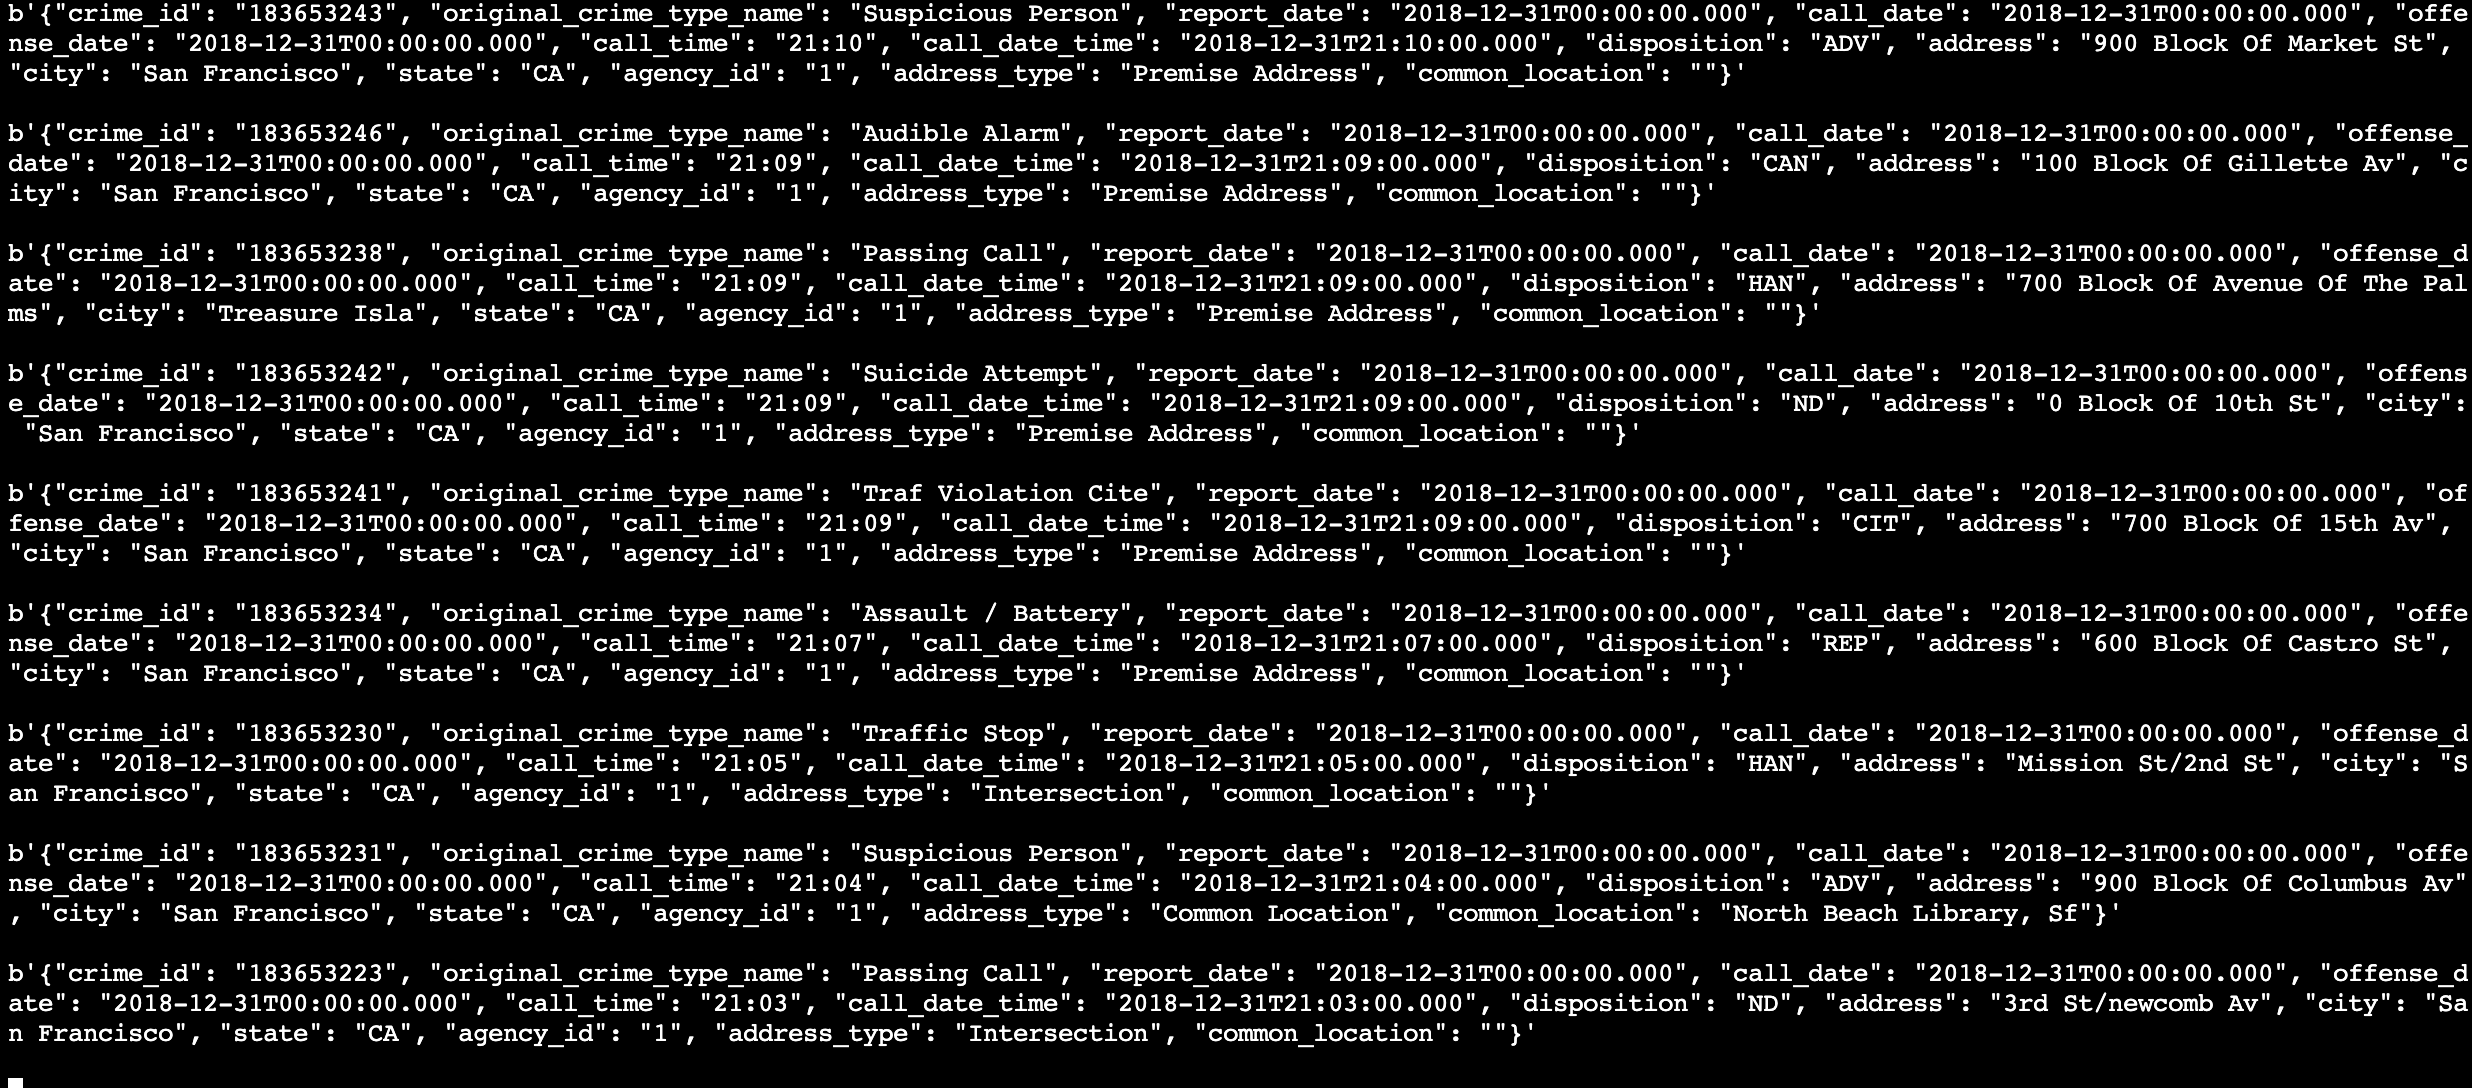 b'{"crime_id": "183653243", "original_crime_type_name": "Suspicious Person", "report_date": "2018-12-31T00:00:00.000", "call_date": "2018-12-31T00:00:00.000", "offe
nse_date": "2018-12-31T00:00:00.000", "call_time": "21:10", "call_date_time": "2018-12-31T21:10:00.000", "disposition": "ADV", "address": "900 Block Of Market St",
"city": "San Francisco", "state": "CA", "agency_id": "1", "address_type": "Premise Address", "common_location": ""}'
b'{"crime_id": "183653246", "original_crime_type_name": "Audible Alarm", "report_date": "2018-12-31T00:00:00.000", "call_date": "2018-12-31T00:00:00.000", "offense_
date": "2018-12-31T00:00:00.000", "call_time": "21:09", "call_date_time": "2018-12-31T21:09:00.000", "disposition": "CAN", "address": "100 Block Of Gillette Av", "c
ity": "San Francisco", "state": "CA", "agency_id": "1", "address_type": "Premise Address", "common_location": ""}'
b'{"crime_id": "183653238", "original_crime_type_name": "Passing Call", "report_date": "2018-12-31T00:00:00.000", "call_date": "2018-12-31T00:00:00.000", "offense_d
ate": "2018-12-31T00:00:00.000", "call_time": "21:09", "call_date_time": "2018-12-31T21:09:00.000", "disposition": "HAN", "address": "700 Block Of Avenue Of The Pal
ms", "city": "Treasure Isla", "state": "CA", "agency_id": "1", "address_type": "Premise Address", "common_location": ""}'
b'{"crime_id": "183653242", "original_crime_type_name": "Suicide Attempt", "report_date": "2018-12-31T00:00:00.000", "call_date": "2018-12-31T00:00:00.000", "offens
e_date": "2018-12-31T00:00:00.000", "call_time": "21:09", "call_date_time": "2018-12-31T21:09:00.000", "disposition": "ND", "address": "0 Block Of 10th St", "city":
"San Francisco", "state": "CA", "agency_id": "1", "address_type": "Premise Address", "common_location": ""}'
b'{"crime_id": "183653241", "original_crime_type_name": "Traf Violation Cite", "report_date": "2018-12-31T00:00:00.000", "call_date": "2018-12-31T00:00:00.000", "of
fense_date": "2018-12-31T00:00:00.000", "call_time": "21:09", "call_date_time": "2018-12-31T21:09:00.000", "disposition": "CIT", "address": "700 Block Of 15th Av",
"city": "San Francisco", "state": "CA", "agency_id": "1", "address_type": "Premise Address", "common_location": ""}'
b'{"crime_id": "183653234", "original_crime_type_name": "Assault / Battery", "report_date": "2018-12-31T00:00:00.000", "call_date": "2018-12-31T00:00:00.000", "offe
nse_date": "2018-12-31T00:00:00.000", "call_time": "21:07", "call_date_time": "2018-12-31T21:07:00.000", "disposition": "REP", "address": "600 Block Of Castro St",
"city": "San Francisco", "state": "CA", "agency_id": "1", "address_type": "Premise Address", "common_location": ""}'
b'{"crime_id": "183653230", "original_crime_type_name": "Traffic Stop", "report_date": "2018-12-31T00:00:00.000", "call_date": "2018-12-31T00:00:00.000", "offense_d
ate": "2018-12-31T00:00:00.000", "call_time": "21:05", "call_date_time": "2018-12-31T21:05:00.000", "disposition": "HAN", "address": "Mission St/2nd St", "city": "S
an Francisco", "state": "CA", "agency_id": "1", "address_type": "Intersection", "common_location": ""}'
b'{"crime_id": "183653231", "original_crime_type_name": "Suspicious Person", "report_date": "2018-12-31T00:00:00.000", "call_date": "2018-12-31T00:00:00.000", "offe
nse_date": "2018-12-31T00:00:00.000", "call_time": "21:04", "call_date_time": "2018-12-31T21:04:00.000", "disposition": "ADV", "address": "900 Block Of Columbus Av"
, "city": "San Francisco", "state": "CA", "agency_id": "1", "address_type": "Common Location", "common_location": "North Beach Library, Sf"}'
b'{"crime_id": "183653223", "original_crime_type_name": "Passing Call", "report_date": "2018-12-31T00:00:00.000", "call_date": "2018-12-31T00:00:00.000", "offense_d
ate": "2018-12-31T00:00:00.000", "call_time": "21:03", "call_date_time": "2018-12-31T21:03:00.000", "disposition": "ND", "address": "3rd St/newcomb Av", "city": "Sa
n Francisco", "state": "CA", "agency_id": "1", "address_type": "Intersection", "common_location": ""}'